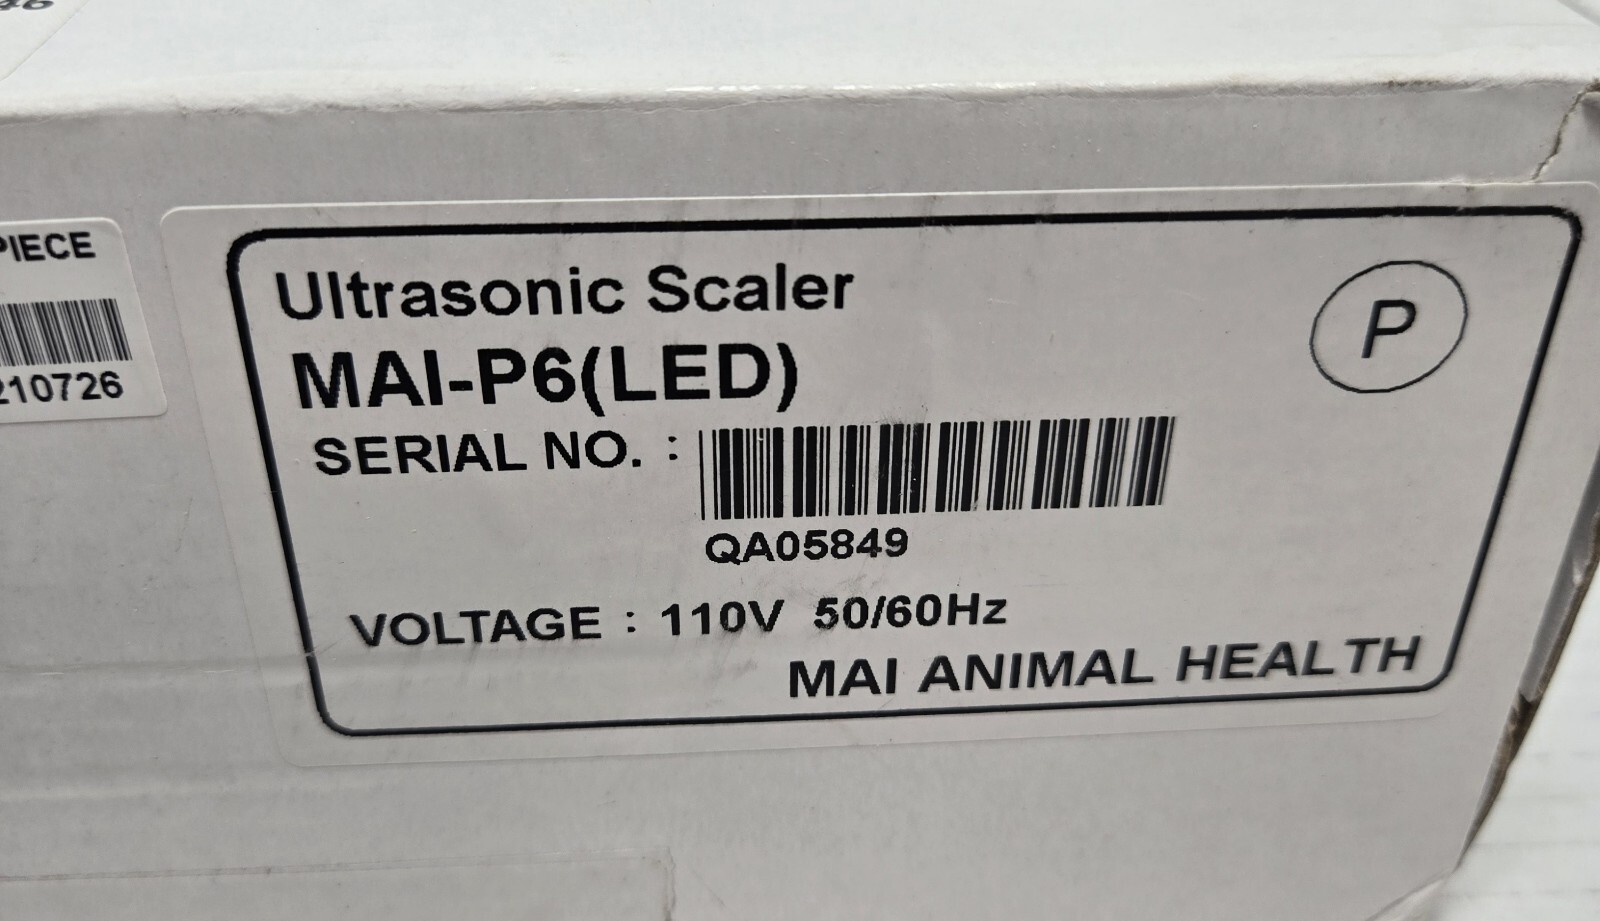 Ultrasonic Scaler
P
MAI-P6(LED)
SERIAL NO. :
QA05849
VOLTAGE : 110V 50/60Hz
MAI ANIMAL HEALTH
PIECE
210726